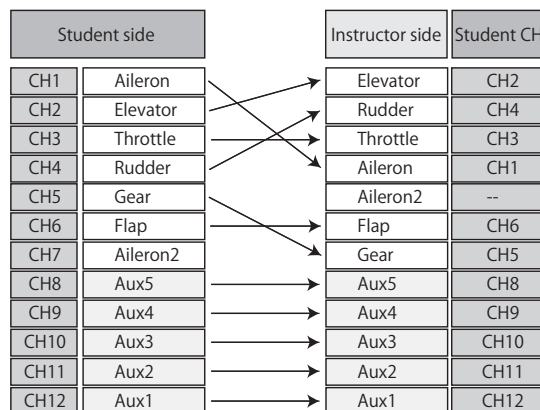 Student side Instructor side Student CH
CH1 Aileron Elevator CH2
CH2 Elevator Rudder CH4
CH3 Throttle Throttle CH3
CH4 Rudder Aileron CH1
CH5 Gear Aileron2 --
CH6 Flap Flap CH6
CH7 Aileron2 Gear CH5
CH8 Aux5 Aux5 CH8
CH9 Aux4 Aux4 CH9
CH10 Aux3 Aux3 CH10
CH11 Aux2 Aux2 CH11
CH12 Aux1 Aux1 CH12